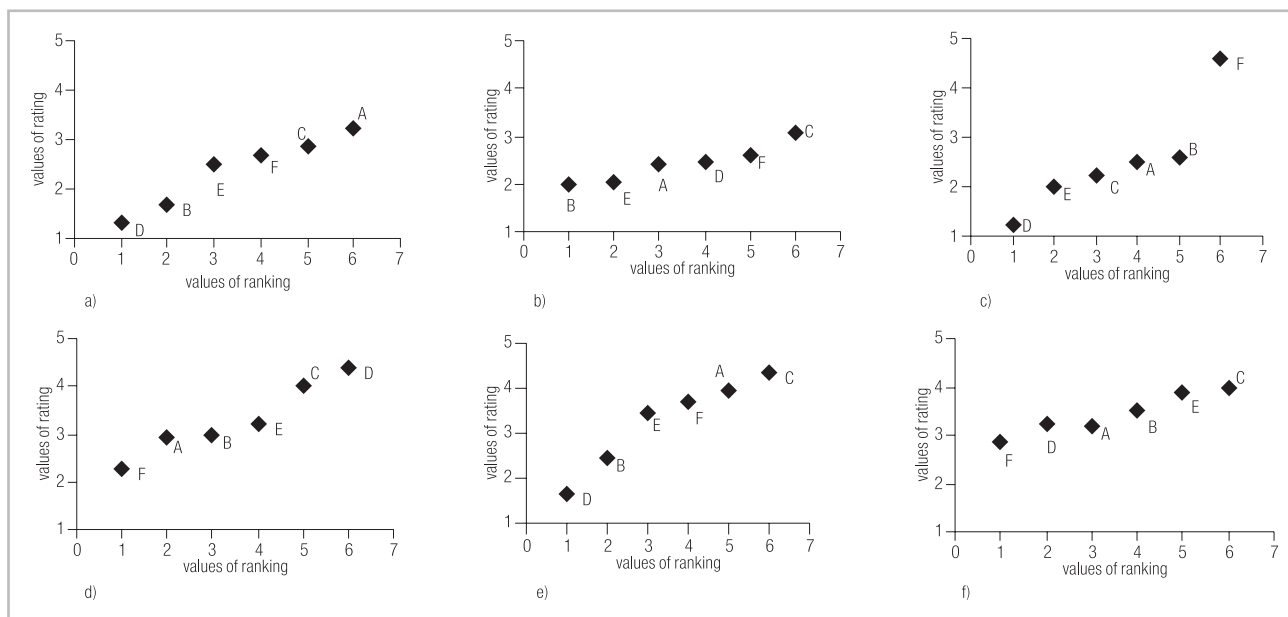 5
4
3
2
1
values of rating
D
B
E
F
C
A
0 1 2 3 4 5 6 7
values of ranking
a)
5
4
3
2
1
values of rating
B
E
A
D
F
C
0 1 2 3 4 5 6 7
values of ranking
b)
5
4
3
2
1
values of rating
D
E
C
A
B
F
0 1 2 3 4 5 6 7
values of ranking
c)
5
4
3
2
1
values of rating
F
A
B
E
C
D
0 1 2 3 4 5 6 7
values of ranking
d)
5
4
3
2
1
values of rating
D
B
E
F
A
C
0 1 2 3 4 5 6 7
values of ranking
e)
5
4
3
2
1
values of rating
F
D
A
B
E
C
0 1 2 3 4 5 6 7
values of ranking
f)